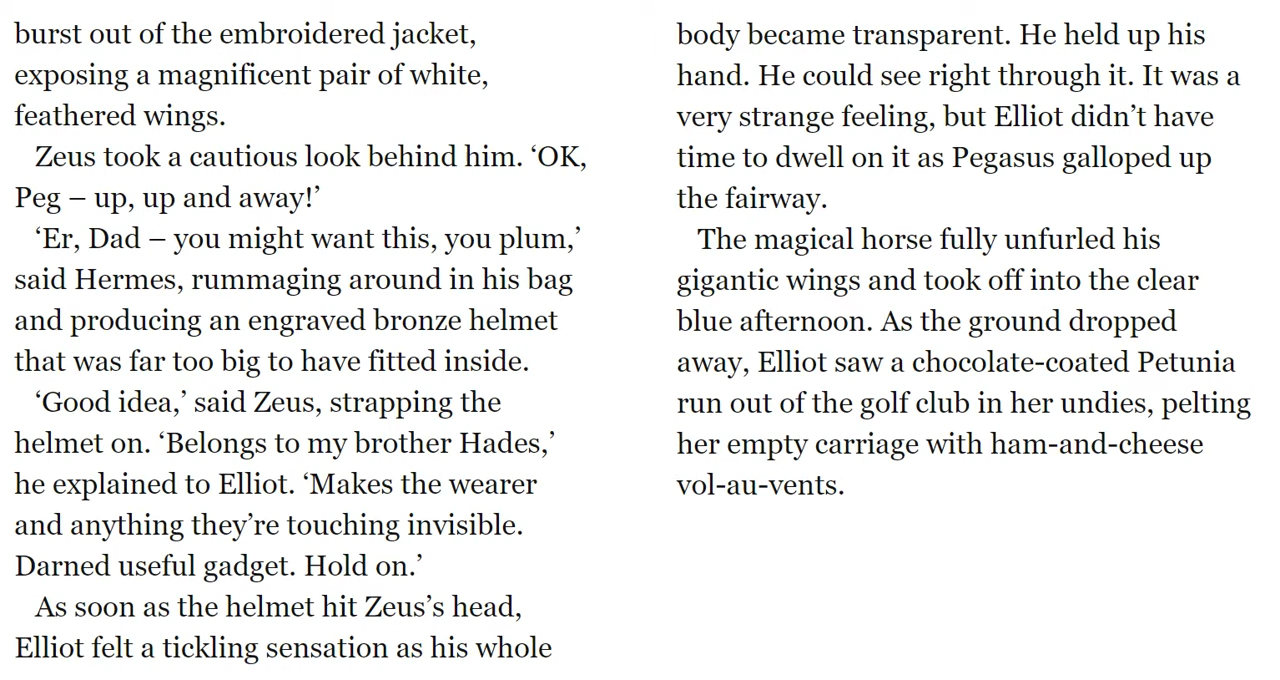 burst out of the embroidered jacket,
exposing a magnificent pair of white,
feathered wings.
Zeus took a cautious look behind him. ‘OK,
Peg – up, up and away!’
‘Er, Dad – you might want this, you plum,’
said Hermes, rummaging around in his bag
and producing an engraved bronze helmet
that was far too big to have fitted inside.
‘Good idea,’ said Zeus, strapping the
helmet on. ‘Belongs to my brother Hades,’
he explained to Elliot. ‘Makes the wearer
and anything they’re touching invisible.
Darned useful gadget. Hold on.’
As soon as the helmet hit Zeus’s head,
Elliot felt a tickling sensation as his whole
body became transparent. He held up his
hand. He could see right through it. It was a
very strange feeling, but Elliot didn’t have
time to dwell on it as Pegasus galloped up
the fairway.
The magical horse fully unfurled his
gigantic wings and took off into the clear
blue afternoon. As the ground dropped
away, Elliot saw a chocolate-coated Petunia
run out of the golf club in her undies, pelting
her empty carriage with ham-and-cheese
vol-au-vents.